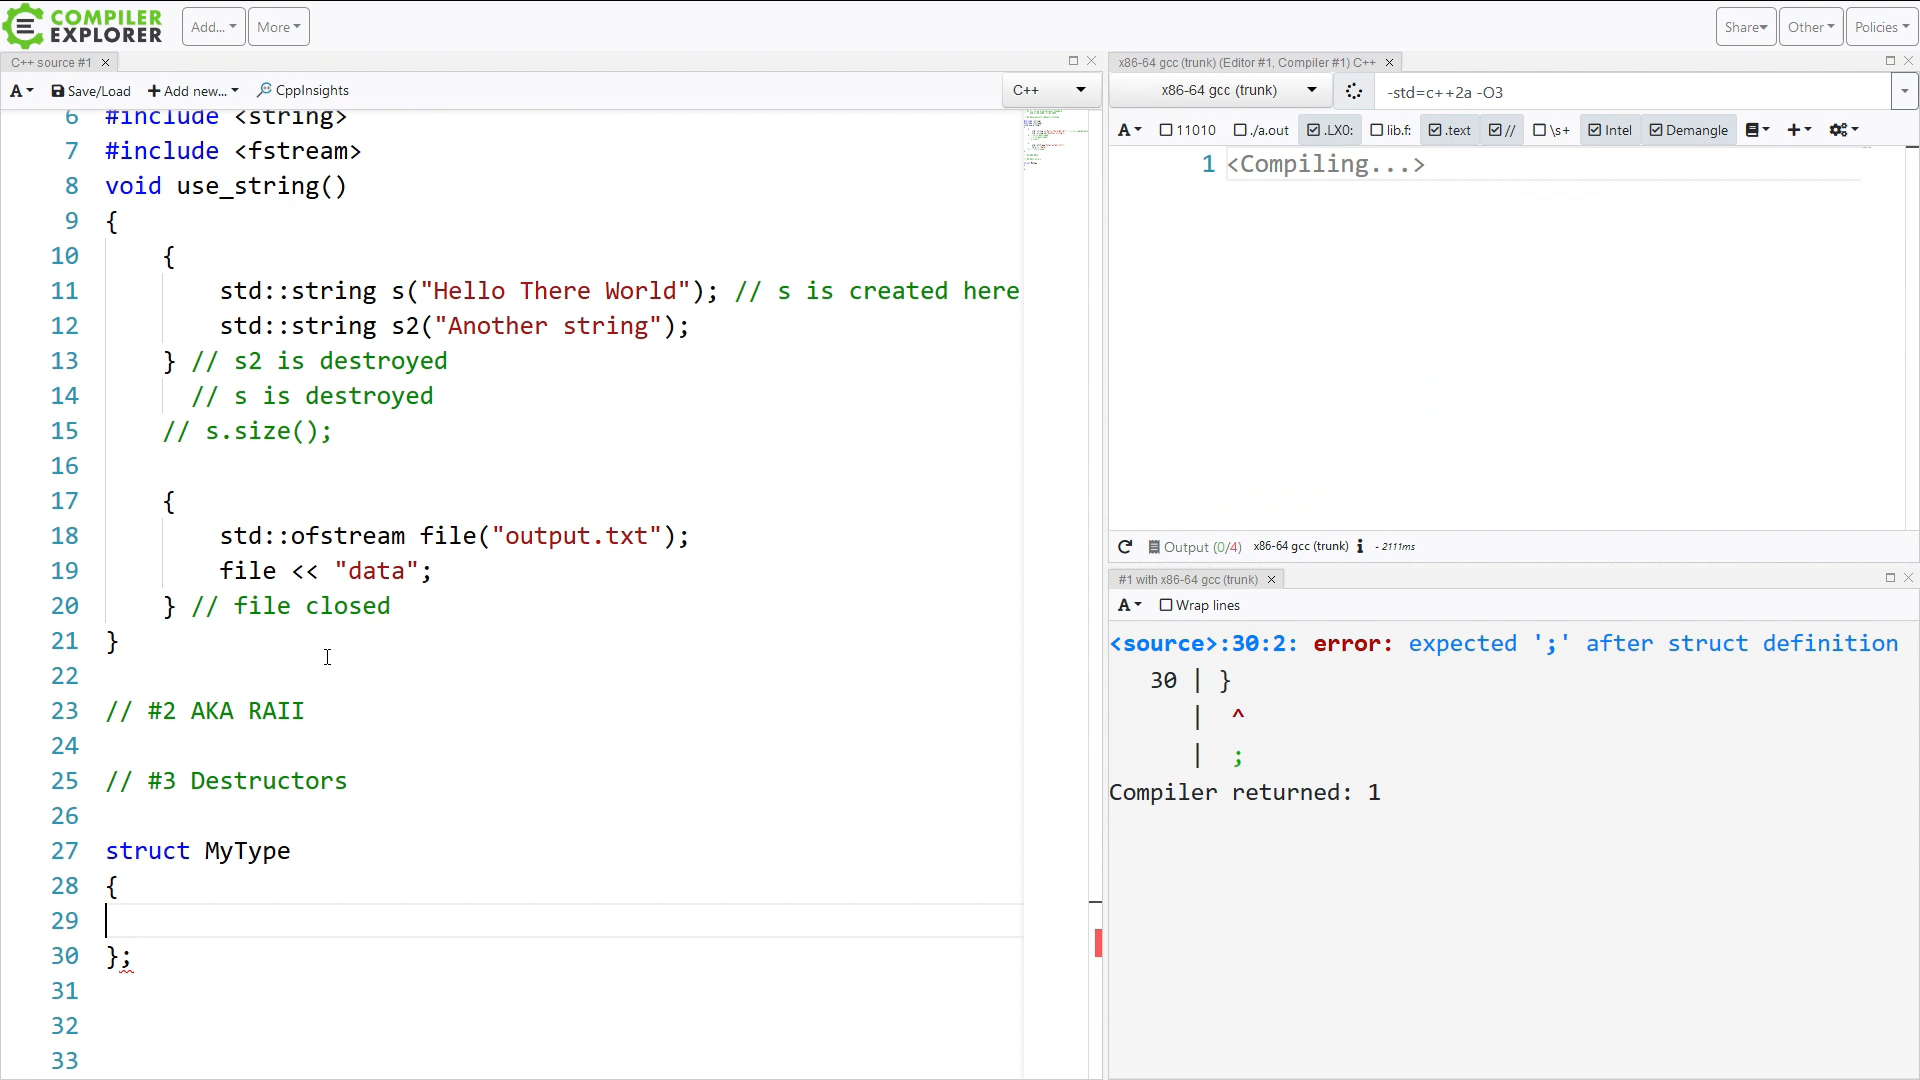 COMPILER
EXPLORER
Add...
More
Share
Other
Policies
C++ source #1
A
Save/Load
Add new...
CppInsights
C++
6 #include <string>
7 #include <fstream>
8 void use_string()
9 {
10 {
11 std::string s("Hello There World"); // s is created here
12 std::string s2("Another string");
13 } // s2 is destroyed
14 // s is destroyed
15 // s.size();
16
17 {
18 std::ofstream file("output.txt");
19 file << "data";
20 } // file closed
21 }
22
23 // #2 AKA RAII
24
25 // #3 Destructors
26
27 struct MyType
28 {
29
30 };
31
32
33
x86-64 gcc (trunk) (Editor #1, Compiler #1) C++
x86-64 gcc (trunk)
-std=c++2a -O3
A
11010
./a.out
.LX0:
lib.f:
.text
//
\s+
Intel
Demangle
1 <Compiling...>
Output (0/4) x86-64 gcc (trunk) i - 2111ms
#1 with x86-64 gcc (trunk)
A
Wrap lines
<source>:30:2: error: expected ';' after struct definition
30 | }
| ^
| ;
Compiler returned: 1